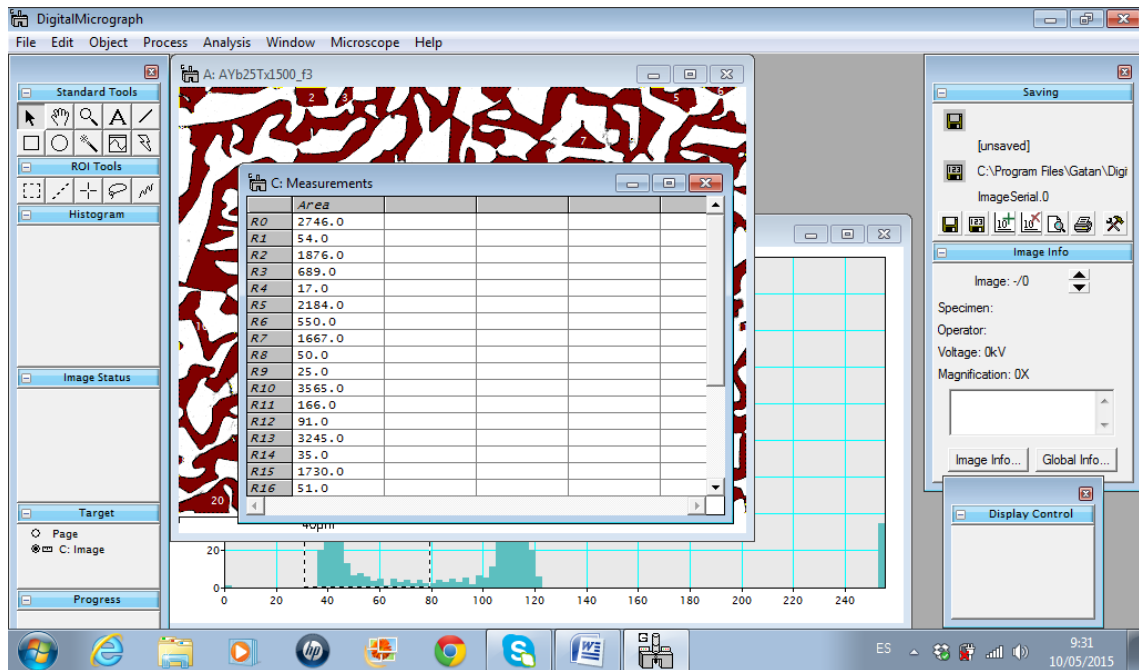 DigitalMicrograph
File Edit Object Process Analysis Window Microscope Help
Standard Tools
ROI Tools
Histogram
Image Status
Target
Page
C: Image
Progress
A: AYb25Tx1500_f3
2 3 5 6
7
20
C: Measurements
Area
R0 2746.0
R1 54.0
R2 1876.0
R3 689.0
R4 17.0
R5 2184.0
R6 550.0
R7 1667.0
R8 50.0
R9 25.0
R10 3565.0
R11 166.0
R12 91.0
R13 3245.0
R14 35.0
R15 1730.0
R16 51.0
20
0
0 20 40 60 80 100 120 140 160 180 200 220 240
Saving
[unsaved]
C:\Program Files\Gatan\Digi
ImageSerial.0
Image Info
Image: -/0
Specimen:
Operator:
Voltage: 0kV
Magnification: 0X
Image Info... Global Info...
Display Control
ES
9:31
10/05/2015